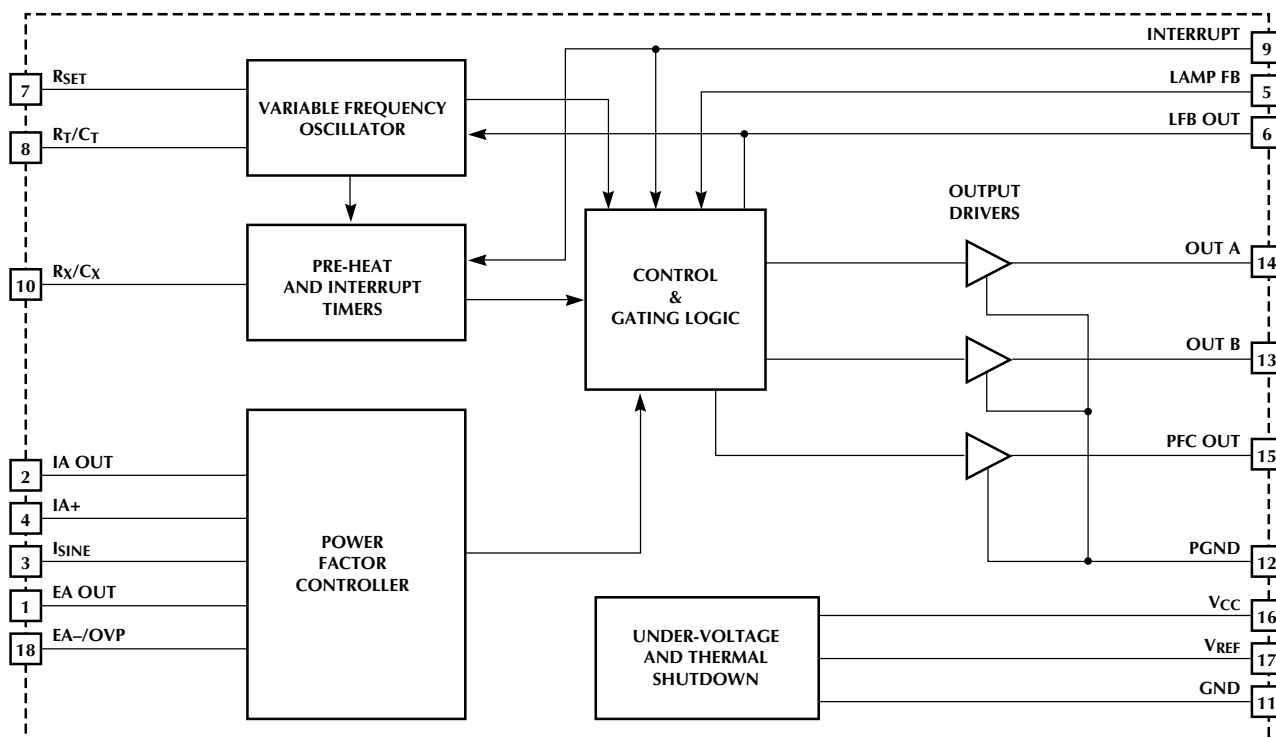 INTERRUPT
9
7
RSET
VARIABLE FREQUENCY
OSCILLATOR
LAMP FB
5
8
RT/CT
LFB OUT
6
OUTPUT
DRIVERS
10
RX/CX
PRE-HEAT
AND INTERRUPT
TIMERS
CONTROL
&
GATING LOGIC
OUT A
14
OUT B
13
PFC OUT
15
2
IA OUT
4
IA+
3
ISINE
1
EA OUT
18
EA–/OVP
POWER
FACTOR
CONTROLLER
PGND
12
UNDER-VOLTAGE
AND THERMAL
SHUTDOWN
VCC
16
VREF
17
GND
11